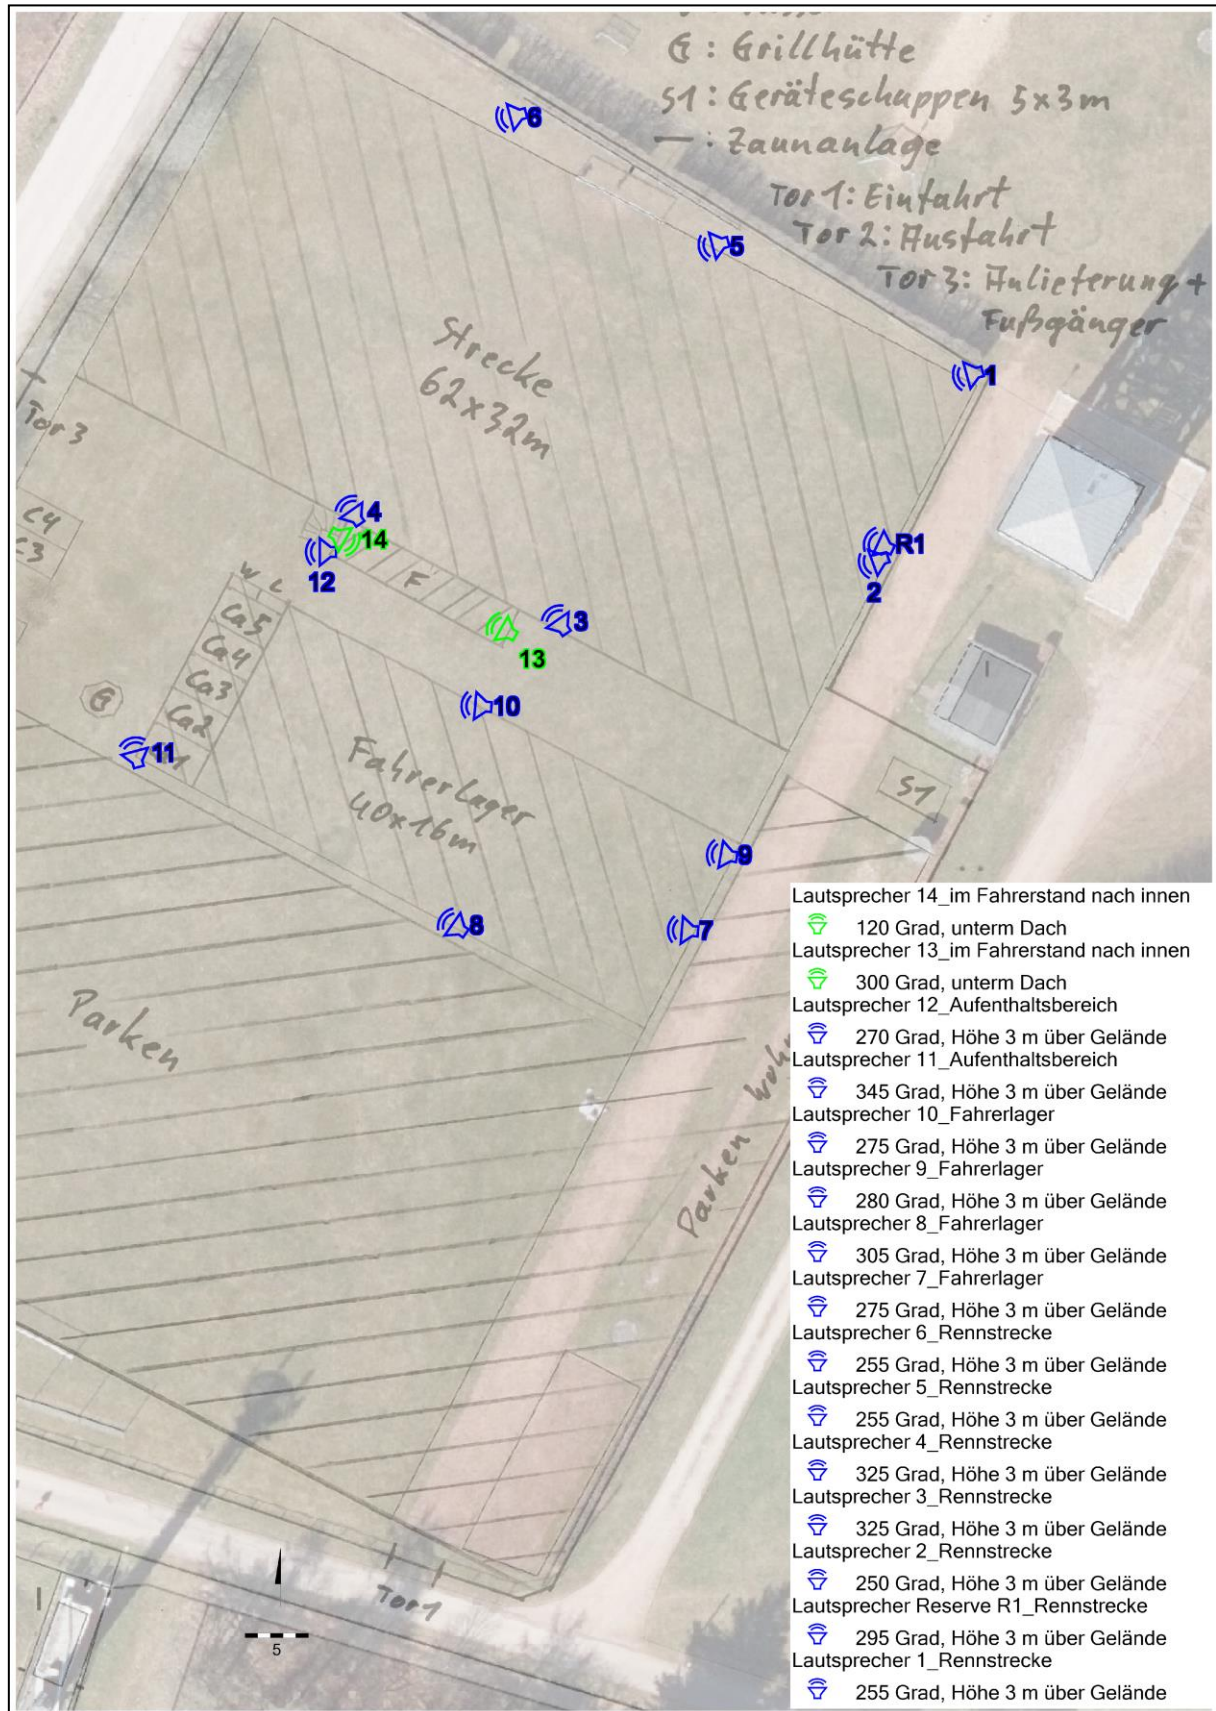 G : Grillhütte
S1 : Geräteschuppen 5x3m
— : Zaunanlage
Tor 1: Einfahrt
Tor 2: Ausfahrt
Tor 3: Anlieferung +
Fußgänger
6
5
1
Strecke
62x32m
Tor 3
C4
C3
4
14
12
F
R1
2
3
13
W C
Ca5
Ca4
Ca3
Ca2
G
11
10
Fahrerlager
40x16m
S1
9
8
7
Parken
Parken
Tor 1
5
Lautsprecher 14_im Fahrerstand nach innen
120 Grad, unterm Dach
Lautsprecher 13_im Fahrerstand nach innen
300 Grad, unterm Dach
Lautsprecher 12_Aufenthaltsbereich
270 Grad, Höhe 3 m über Gelände
Lautsprecher 11_Aufenthaltsbereich
345 Grad, Höhe 3 m über Gelände
Lautsprecher 10_Fahrerlager
275 Grad, Höhe 3 m über Gelände
Lautsprecher 9_Fahrerlager
280 Grad, Höhe 3 m über Gelände
Lautsprecher 8_Fahrerlager
305 Grad, Höhe 3 m über Gelände
Lautsprecher 7_Fahrerlager
275 Grad, Höhe 3 m über Gelände
Lautsprecher 6_Rennstrecke
255 Grad, Höhe 3 m über Gelände
Lautsprecher 5_Rennstrecke
255 Grad, Höhe 3 m über Gelände
Lautsprecher 4_Rennstrecke
325 Grad, Höhe 3 m über Gelände
Lautsprecher 3_Rennstrecke
325 Grad, Höhe 3 m über Gelände
Lautsprecher 2_Rennstrecke
250 Grad, Höhe 3 m über Gelände
Lautsprecher Reserve R1_Rennstrecke
295 Grad, Höhe 3 m über Gelände
Lautsprecher 1_Rennstrecke
255 Grad, Höhe 3 m über Gelände